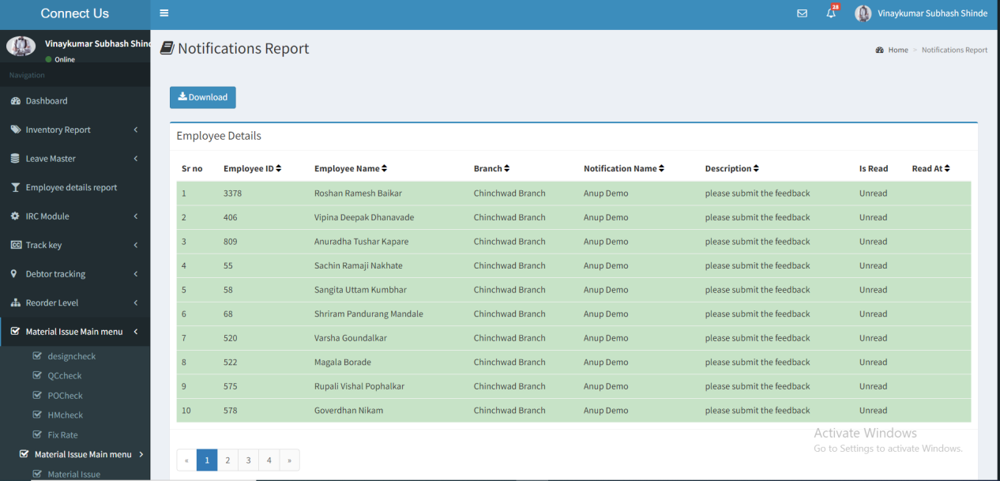 Connect Us
28
Vinaykumar Subhash Shinde
Vinaykumar Subhash Shind
Online
Navigation
Dashboard
Inventory Report
Leave Master
Employee details report
IRC Module
Track key
Debtor tracking
Reorder Level
Material Issue Main menu
designcheck
QCcheck
POCheck
HMcheck
Fix Rate
Material Issue Main menu
Material Issue
Notifications Report
Home > Notifications Report
Download
Employee Details
Sr no Employee ID Employee Name Branch Notification Name Description Is Read Read At
1 3378 Roshan Ramesh Baikar Chinchwad Branch Anup Demo please submit the feedback Unread
2 406 Vipina Deepak Dhanavade Chinchwad Branch Anup Demo please submit the feedback Unread
3 809 Anuradha Tushar Kapare Chinchwad Branch Anup Demo please submit the feedback Unread
4 55 Sachin Ramaji Nakhate Chinchwad Branch Anup Demo please submit the feedback Unread
5 58 Sangita Uttam Kumbhar Chinchwad Branch Anup Demo please submit the feedback Unread
6 68 Shriram Pandurang Mandale Chinchwad Branch Anup Demo please submit the feedback Unread
7 520 Varsha Goundalkar Chinchwad Branch Anup Demo please submit the feedback Unread
8 522 Magala Borade Chinchwad Branch Anup Demo please submit the feedback Unread
9 575 Rupali Vishal Pophalkar Chinchwad Branch Anup Demo please submit the feedback Unread
10 578 Goverdhan Nikam Chinchwad Branch Anup Demo please submit the feedback Unread
« 1 2 3 4 »
Activate Windows
Go to Settings to activate Windows.